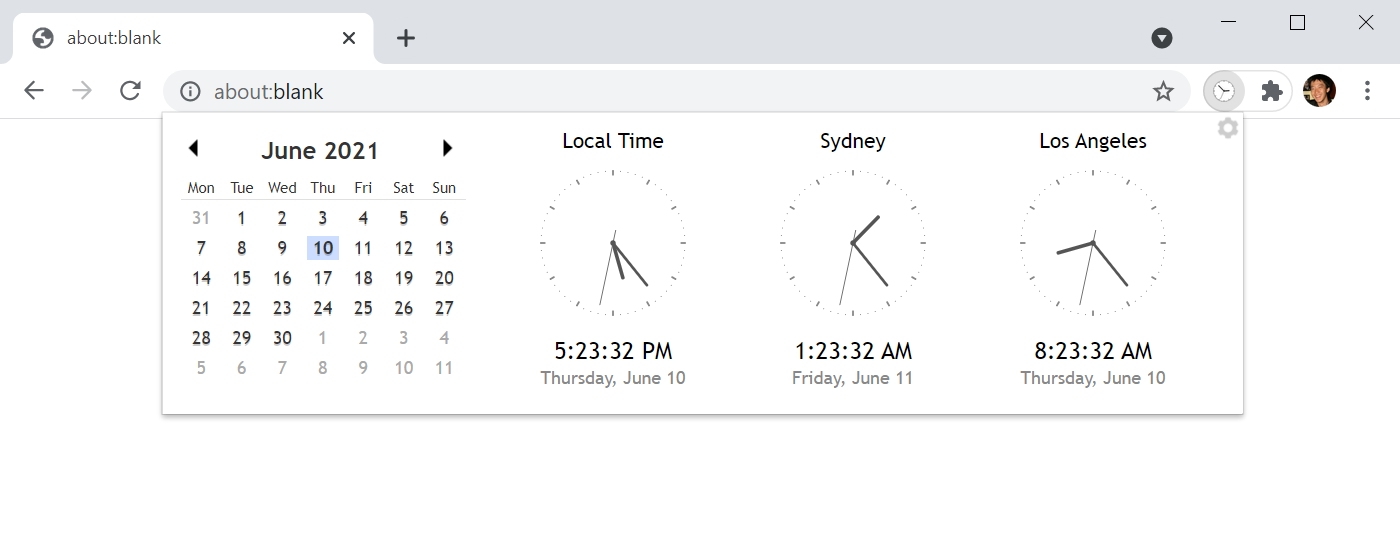 about:blank
about:blank
June 2021
Mon Tue Wed Thu Fri Sat Sun
31 1 2 3 4 5 6
7 8 9 10 11 12 13
14 15 16 17 18 19 20
21 22 23 24 25 26 27
28 29 30 1 2 3 4
5 6 7 8 9 10 11
Local Time
5:23:32 PM
Thursday, June 10
Sydney
1:23:32 AM
Friday, June 11
Los Angeles
8:23:32 AM
Thursday, June 10